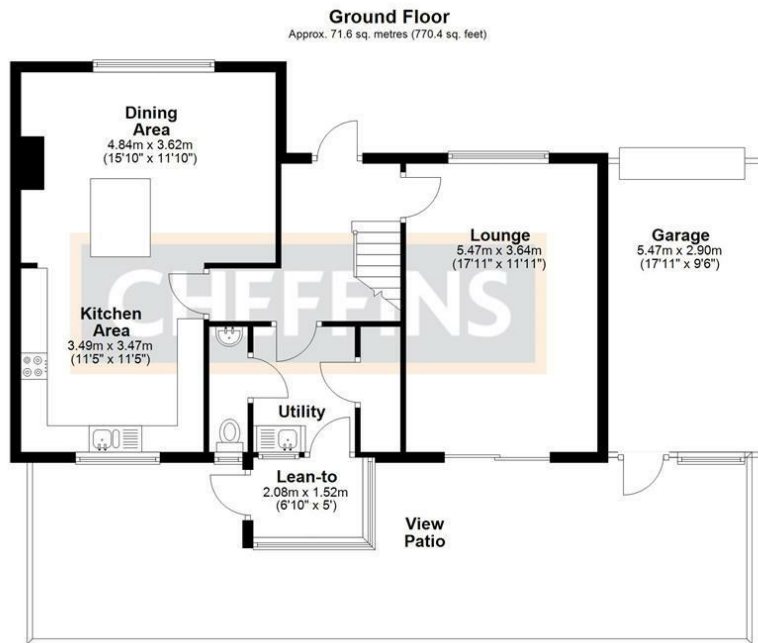 Ground Floor
Approx. 71.6 sq. metres (770.4 sq. feet)
Dining
Area
4.84m x 3.62m
(15'10" x 11'10")
Lounge
5.47m x 3.64m
(17'11" x 11'11")
Garage
5.47m x 2.90m
(17'11" x 9'6")
CHEFFINS
Kitchen
Area
3.49m x 3.47m
(11'5" x 11'5")
Utility
Lean-to
2.08m x 1.52m
(6'10" x 5')
View
Patio